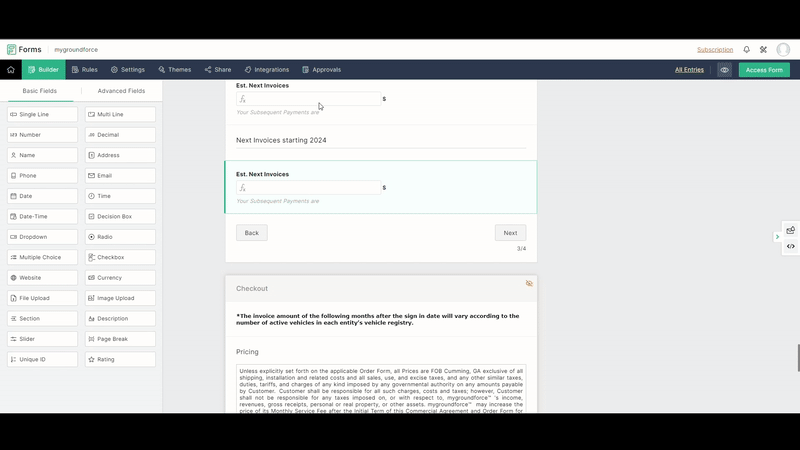 Forms mygroundforce Subscription
Builder Rules Settings Themes Share Integrations Approvals All Entries Access Form
Basic Fields Advanced Fields
Single Line Multi Line
Number Decimal
Name Address
Phone Email
Date Time
Date-Time Decision Box
Dropdown Radio
Multiple Choice Checkbox
Website Currency
File Upload Image Upload
Section Description
Slider Page Break
Unique ID Rating
Est. Next Invoices
fx $
Your Subsequent Payments are
Next Invoices starting 2024
Est. Next Invoices
fx $
Your Subsequent Payments are
Back Next
3/4
Checkout
*The invoice amount of the following months after the sign in date will vary according to the
number of active vehicles in each entity's vehicle registry.
Pricing
Unless explicitly set forth on the applicable Order Form, all Prices are FOB Cumming, GA exclusive of all
shipping, installation and related costs and all sales, use, and excise taxes, and any other similar taxes,
duties, tariffs, and charges of any kind imposed by any governmental authority on any amounts payable
by Customer. Customer shall be responsible for all such charges, costs and taxes; however, Customer
shall not be responsible for any taxes imposed on, or with respect to, mygroundforce™ 's income,
revenues, gross receipts, personal or real property, or other assets. mygroundforce™ may increase the
price of its Monthly Service Fee after the Initial Term of this Commercial Agreement and Order Form for